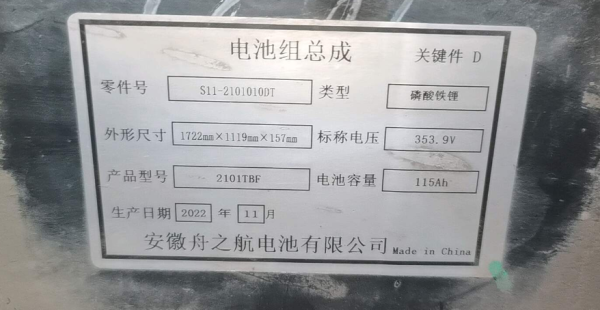 电池组总成 关键件 D
零件号 S11-2101010DT 类型 磷酸铁锂
外形尺寸 1722mm×1119mm×157mm 标称电压 353.9V
产品型号 2101TBF 电池容量 115Ah
生产日期 2022 年 11 月
安徽舟之航电池有限公司 Made in China